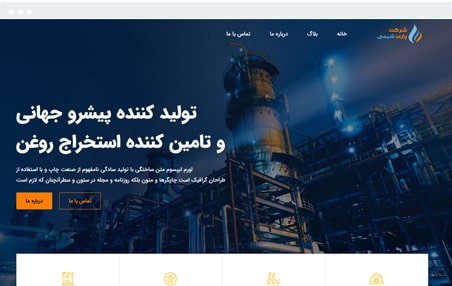 شرکت
پارت شیمی
خانه
بلاگ
درباره ما
تماس با ما
تولید کننده پیشرو جهانی
و تامین کننده استخراج روغن
لورم ایپسوم متن ساختگی با تولید سادگی نامفهوم از صنعت چاپ و با استفاده از
طراحان گرافیک است چاپگرها و متون بلکه روزنامه و مجله در ستون و سطرآنچنان که لازم است
تماس با ما
درباره ما